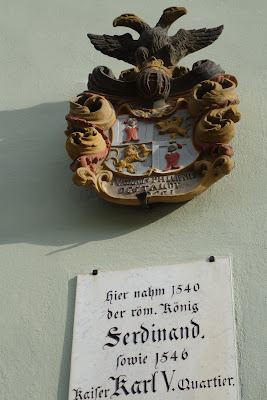 Hier nahm 1540
der röm. König
Ferdinand.
sowie 1546
Kaiser Karl V. Quartier.